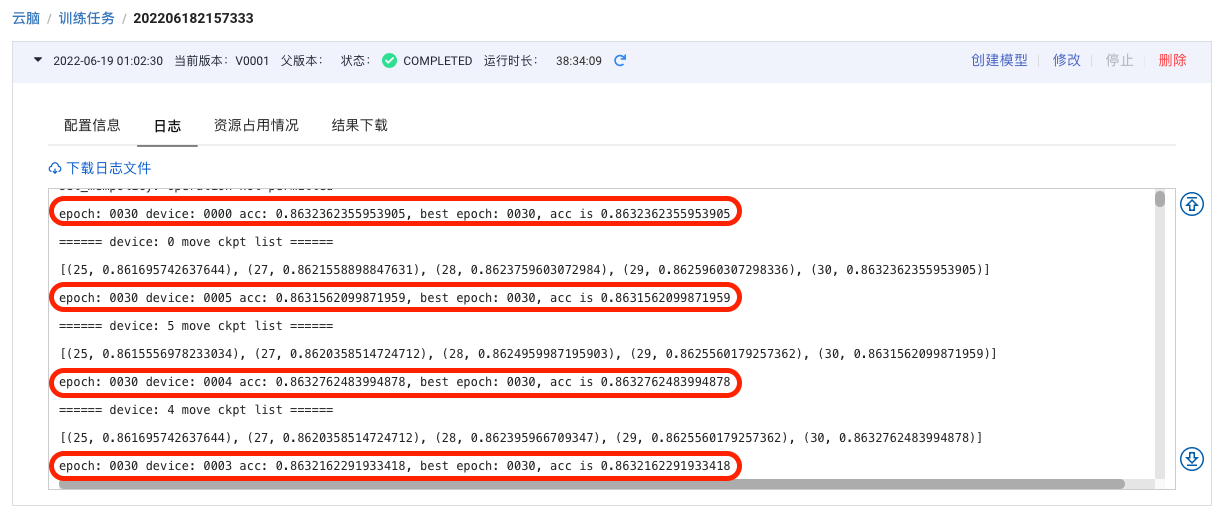 云脑 / 训练任务 / 202206182157333
2022-06-19 01:02:30 当前版本: V0001 父版本: 状态: COMPLETED 运行时长: 38:34:09 创建模型 修改 停止 删除
配置信息 日志 资源占用情况 结果下载
下载日志文件
set_mempolicy: operation not permitted
epoch: 0030 device: 0000 acc: 0.8632362355953905, best epoch: 0030, acc is 0.8632362355953905
====== device: 0 move ckpt list ======
[(25, 0.861695742637644), (27, 0.8621558898847631), (28, 0.8623759603072984), (29, 0.8625960307298336), (30, 0.8632362355953905)]
epoch: 0030 device: 0005 acc: 0.8631562099871959, best epoch: 0030, acc is 0.8631562099871959
====== device: 5 move ckpt list ======
[(25, 0.8615556978233034), (27, 0.8620358514724712), (28, 0.8624959987195903), (29, 0.8625560179257362), (30, 0.8631562099871959)]
epoch: 0030 device: 0004 acc: 0.8632762483994878, best epoch: 0030, acc is 0.8632762483994878
====== device: 4 move ckpt list ======
[(25, 0.861695742637644), (27, 0.8620358514724712), (28, 0.862395966709347), (29, 0.8625560179257362), (30, 0.8632762483994878)]
epoch: 0030 device: 0003 acc: 0.8632162291933418, best epoch: 0030, acc is 0.8632162291933418